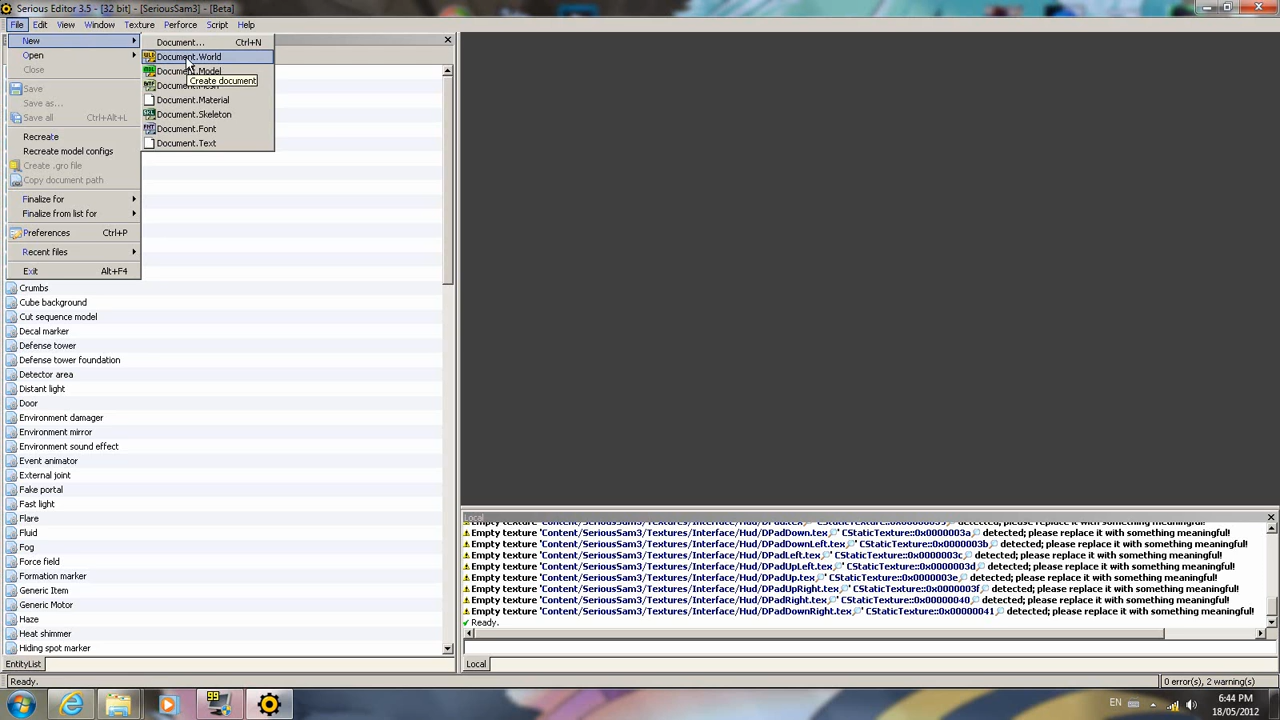 Serious Editor 3.5 - [32 bit] - [SeriousSam3] - [Beta]
File Edit View Window Texture Perforce Script Help
New
Open
Close
Save
Save as...
Save all Ctrl+Alt+L
Recreate
Recreate model configs
Create .gro file
Copy document path
Finalize for
Finalize from list for
Preferences Ctrl+P
Recent files
Exit Alt+F4
Document... Ctrl+N
Document.World
Document.Model
Create document
Document.Material
Document.Skeleton
Document.Font
Document.Text
Crumbs
Cube background
Cut sequence model
Decal marker
Defense tower
Defense tower foundation
Detector area
Distant light
Door
Environment damager
Environment mirror
Environment sound effect
Event animator
External joint
Fake portal
Fast light
Flare
Fluid
Fog
Force field
Formation marker
Generic Item
Generic Motor
Haze
Heat shimmer
Hiding spot marker
EntityList
Local
Empty texture 'Content/SeriousSam3/Textures/Interface/Hud/DPadDown.tex' CStaticTexture::0x0000003a detected; please replace it with something meaningful!
Empty texture 'Content/SeriousSam3/Textures/Interface/Hud/DPadDownLeft.tex' CStaticTexture::0x0000003b detected; please replace it with something meaningful!
Empty texture 'Content/SeriousSam3/Textures/Interface/Hud/DPadLeft.tex' CStaticTexture::0x0000003c detected; please replace it with something meaningful!
Empty texture 'Content/SeriousSam3/Textures/Interface/Hud/DPadUpLeft.tex' CStaticTexture::0x0000003d detected; please replace it with something meaningful!
Empty texture 'Content/SeriousSam3/Textures/Interface/Hud/DPadUp.tex' CStaticTexture::0x0000003e detected; please replace it with something meaningful!
Empty texture 'Content/SeriousSam3/Textures/Interface/Hud/DPadUpRight.tex' CStaticTexture::0x0000003f detected; please replace it with something meaningful!
Empty texture 'Content/SeriousSam3/Textures/Interface/Hud/DPadRight.tex' CStaticTexture::0x00000040 detected; please replace it with something meaningful!
Empty texture 'Content/SeriousSam3/Textures/Interface/Hud/DPadDownRight.tex' CStaticTexture::0x00000041 detected; please replace it with something meaningful!
Ready.
Local
Ready.
0 error(s), 2 warning(s)
99
EN
6:44 PM
18/05/2012